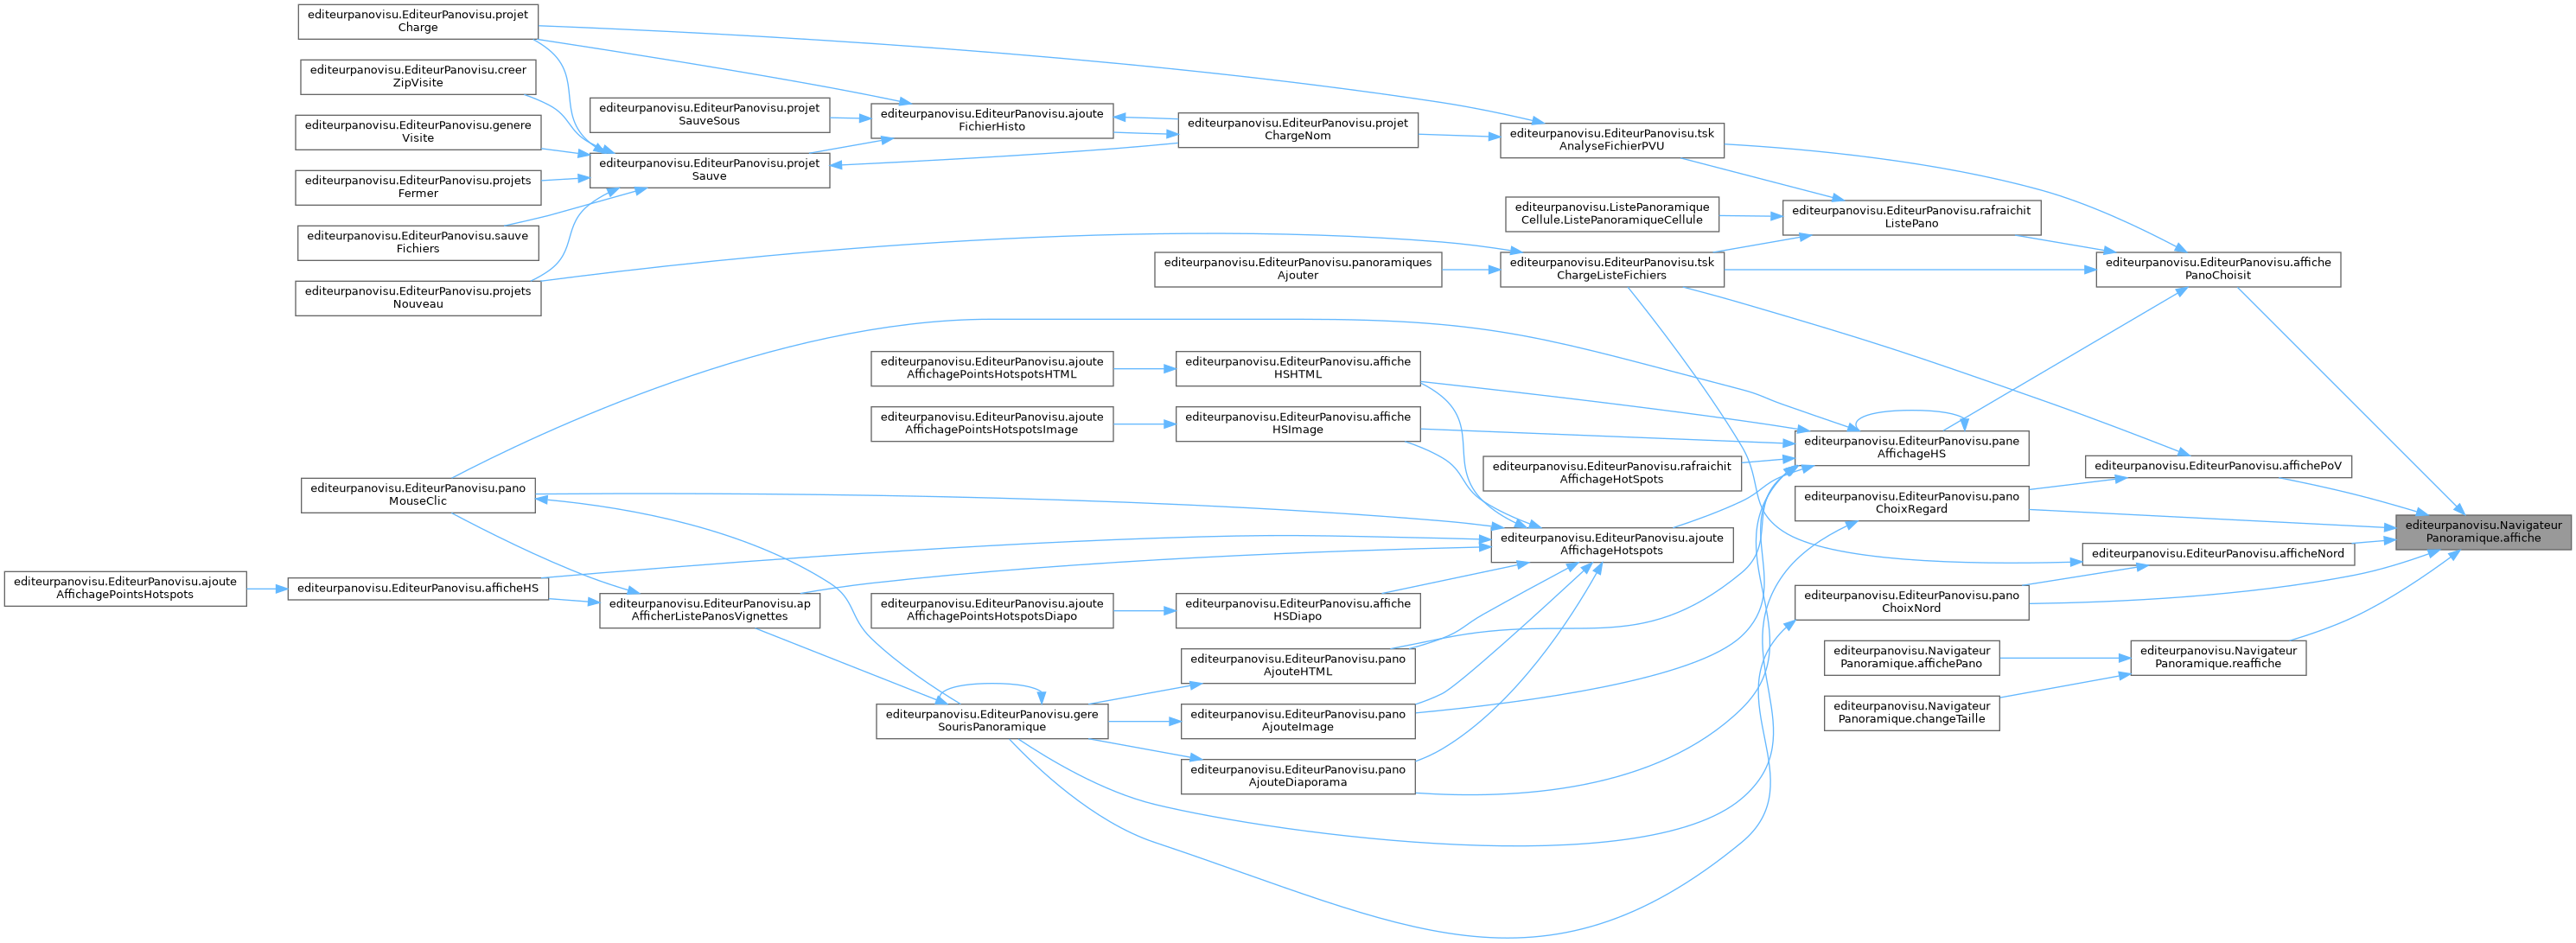 editeurpanovisu.EditeurPanovisu.projet
Charge
editeurpanovisu.EditeurPanovisu.creer
ZipVisite
editeurpanovisu.EditeurPanovisu.genere
Visite
editeurpanovisu.EditeurPanovisu.projets
Fermer
editeurpanovisu.EditeurPanovisu.sauve
Fichiers
editeurpanovisu.EditeurPanovisu.projets
Nouveau
editeurpanovisu.EditeurPanovisu.projet
SauveSous
editeurpanovisu.EditeurPanovisu.projet
Sauve
editeurpanovisu.EditeurPanovisu.ajoute
FichierHisto
editeurpanovisu.EditeurPanovisu.projet
ChargeNom
editeurpanovisu.EditeurPanovisu.tsk
AnalyseFichierPVU
editeurpanovisu.ListePanoramique
Cellule.ListePanoramiqueCellule
editeurpanovisu.EditeurPanovisu.rafraichit
ListePano
editeurpanovisu.EditeurPanovisu.panoramiques
Ajouter
editeurpanovisu.EditeurPanovisu.tsk
ChargeListeFichiers
editeurpanovisu.EditeurPanovisu.affiche
PanoChoisit
editeurpanovisu.EditeurPanovisu.ajoute
AffichagePointsHotspotsHTML
editeurpanovisu.EditeurPanovisu.affiche
HSHTML
editeurpanovisu.EditeurPanovisu.ajoute
AffichagePointsHotspotsImage
editeurpanovisu.EditeurPanovisu.affiche
HSImage
editeurpanovisu.EditeurPanovisu.pane
AffichageHS
editeurpanovisu.EditeurPanovisu.rafraichit
AffichageHotSpots
editeurpanovisu.EditeurPanovisu.affichePoV
editeurpanovisu.EditeurPanovisu.pano
MouseClic
editeurpanovisu.EditeurPanovisu.pano
ChoixRegard
editeurpanovisu.Navigateur
Panoramique.affiche
editeurpanovisu.EditeurPanovisu.ajoute
AffichageHotspots
editeurpanovisu.EditeurPanovisu.afficheNord
editeurpanovisu.EditeurPanovisu.ajoute
AffichagePointsHotspots
editeurpanovisu.EditeurPanovisu.afficheHS
editeurpanovisu.EditeurPanovisu.ap
AfficherListePanosVignettes
editeurpanovisu.EditeurPanovisu.ajoute
AffichagePointsHotspotsDiapo
editeurpanovisu.EditeurPanovisu.affiche
HSDiapo
editeurpanovisu.EditeurPanovisu.pano
ChoixNord
editeurpanovisu.EditeurPanovisu.pano
AjouteHTML
editeurpanovisu.Navigateur
Panoramique.affichePano
editeurpanovisu.Navigateur
Panoramique.reaffiche
editeurpanovisu.EditeurPanovisu.gere
SourisPanoramique
editeurpanovisu.EditeurPanovisu.pano
AjouteImage
editeurpanovisu.Navigateur
Panoramique.changeTaille
editeurpanovisu.EditeurPanovisu.pano
AjouteDiaporama